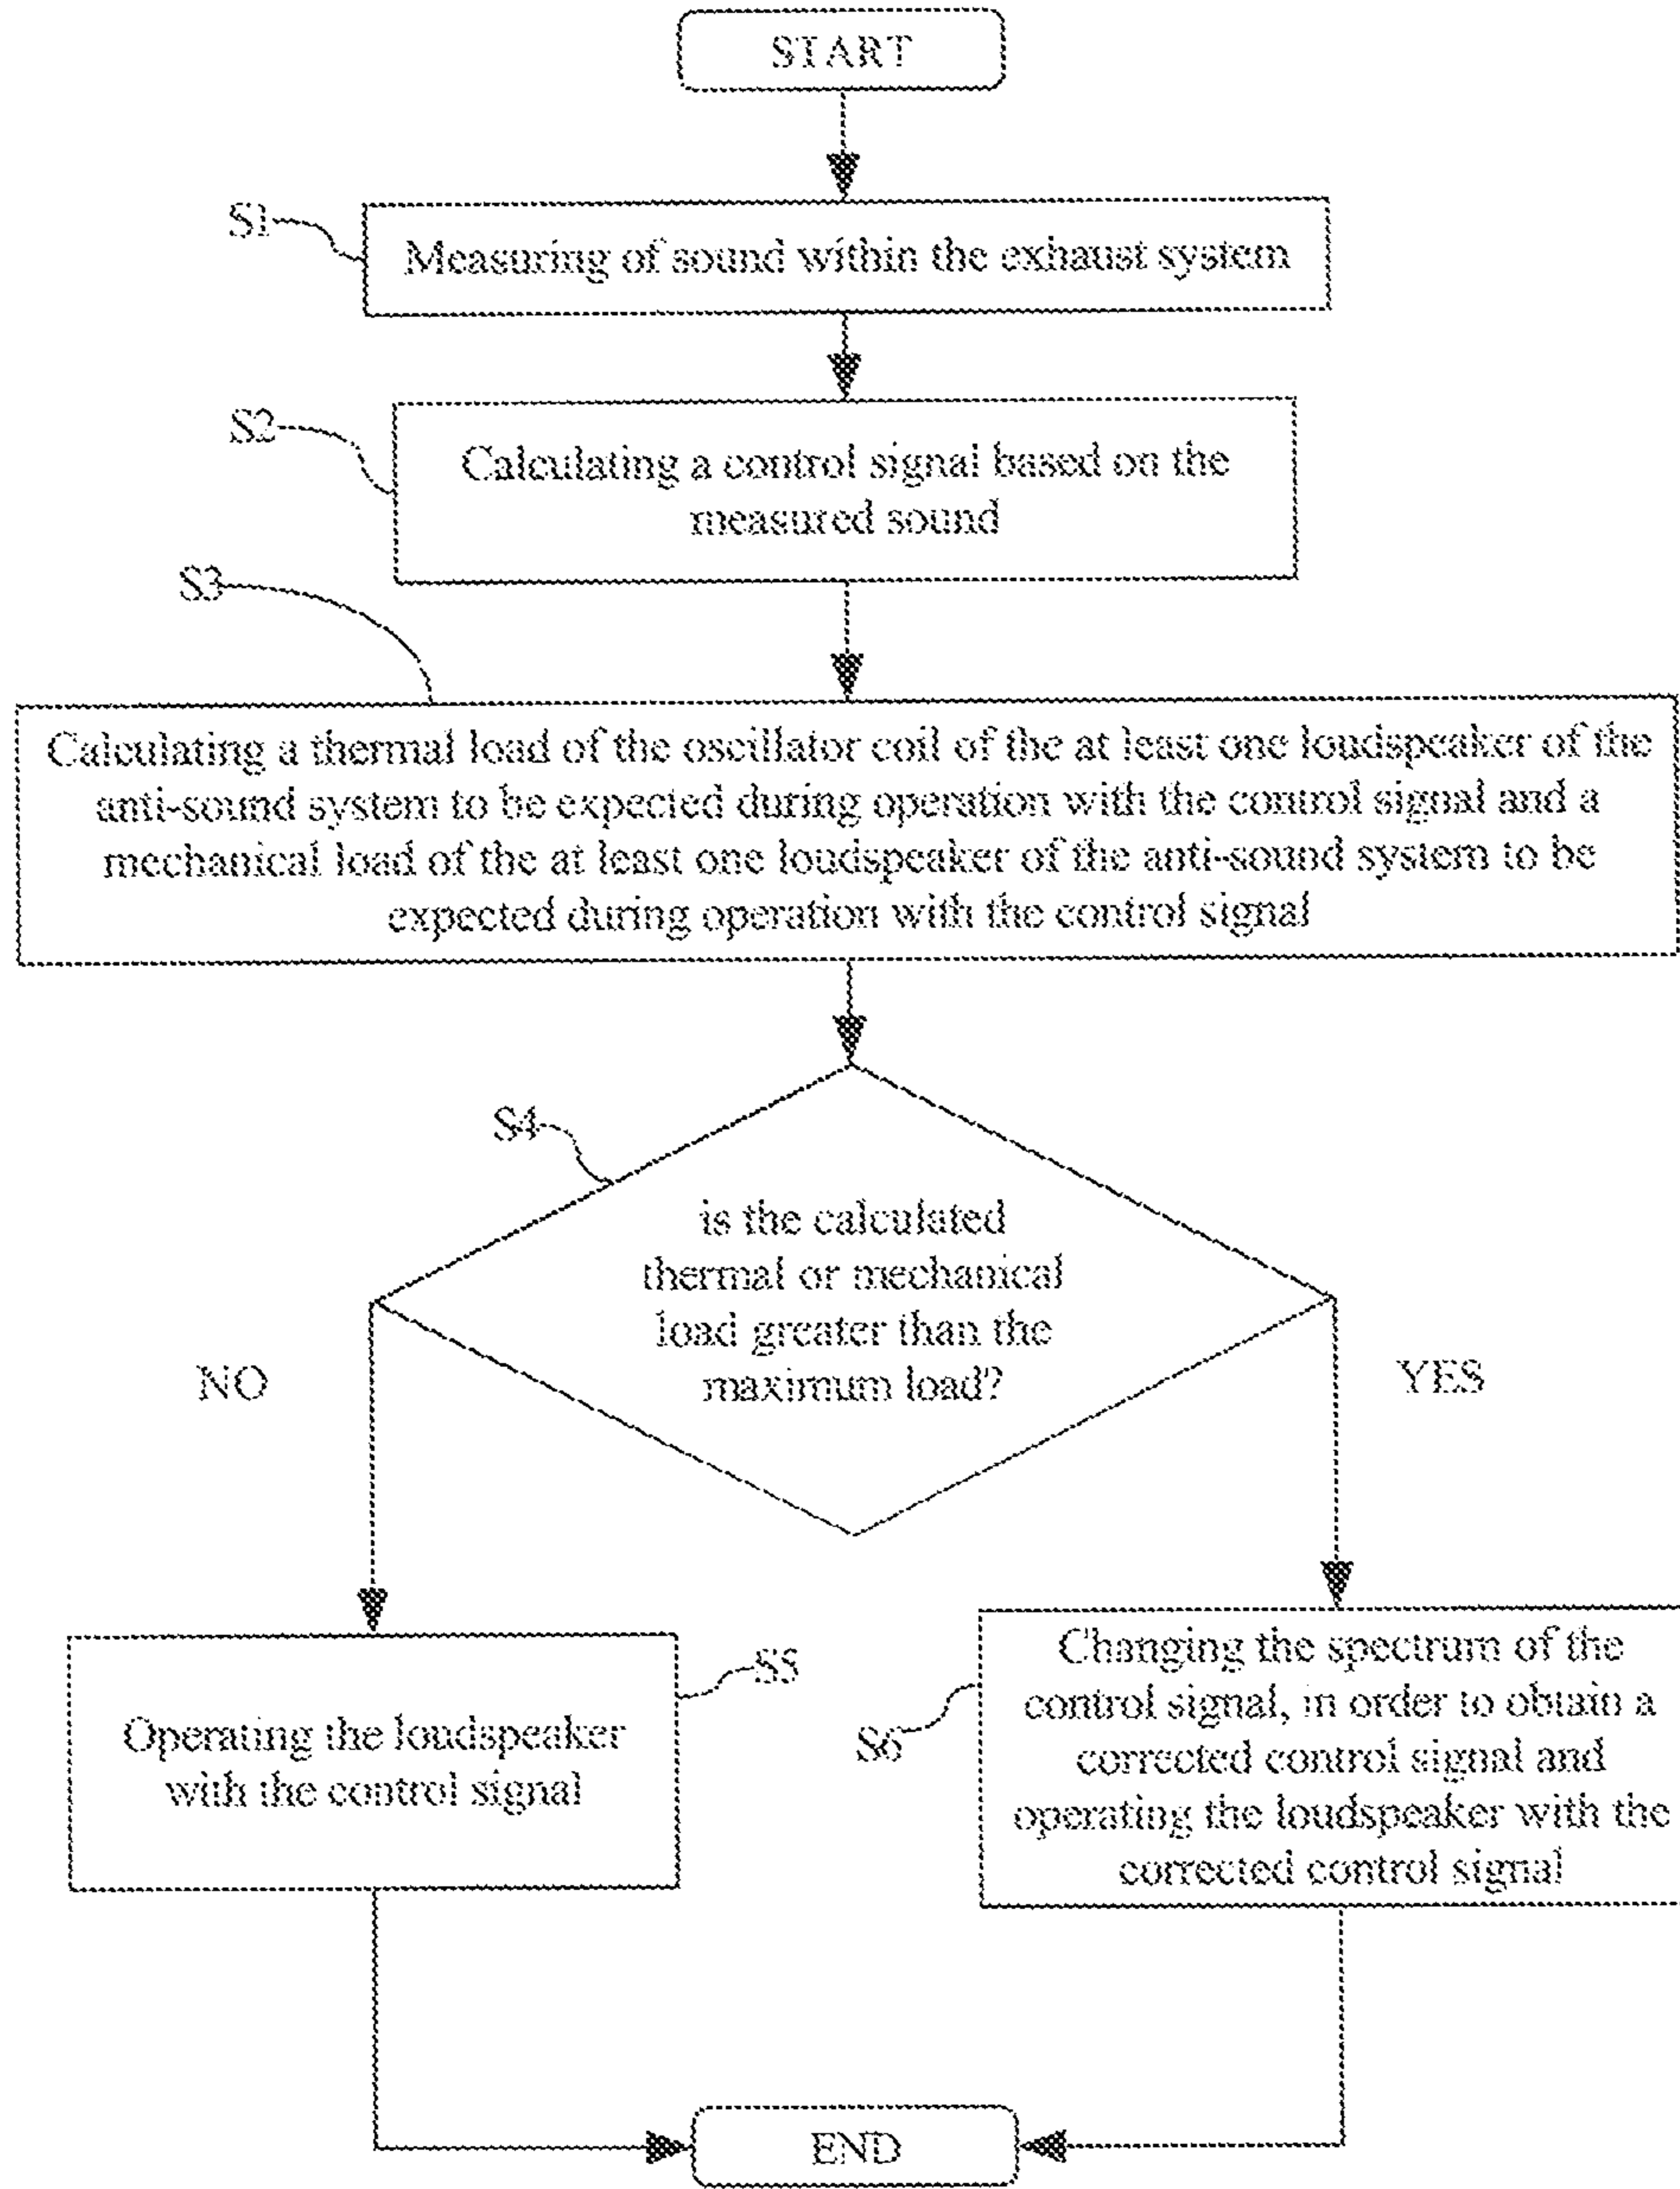 START
S1
Measuring of sound within the exhaust system
S2
Calculating a control signal based on the
measured sound
S3
Calculating a thermal load of the oscillator coil of the at least one loudspeaker of the
anti-sound system to be expected during operation with the control signal and a
mechanical load of the at least one loudspeaker of the anti-sound system to be
expected during operation with the control signal
S4
is the calculated
thermal or mechanical
load greater than the
maximum load?
NO
YES
Operating the loudspeaker
with the control signal
S5
S6
Changing the spectrum of the
control signal, in order to obtain a
corrected control signal and
operating the loudspeaker with the
corrected control signal
END